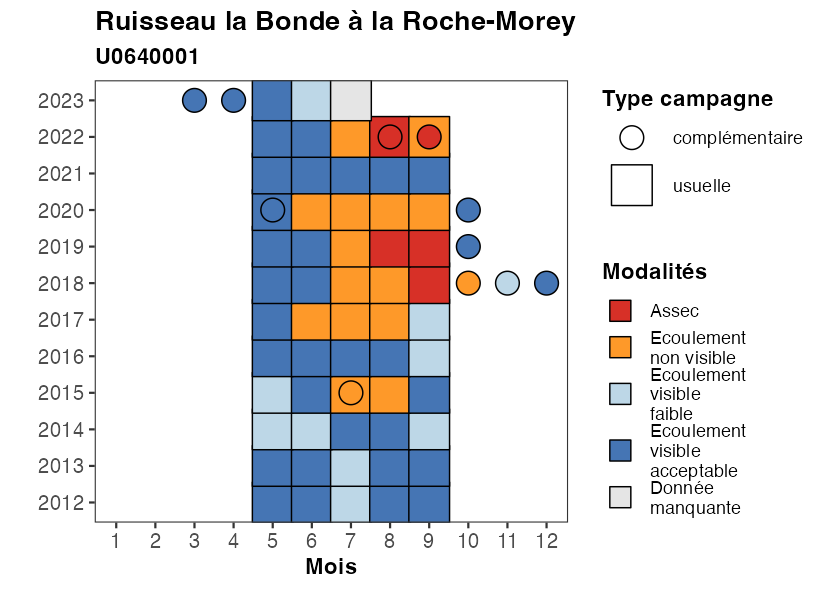 Ruisseau la Bonde à la Roche-Morey
U0640001
2023
2022
2021
2020
2019
2018
2017
2016
2015
2014
2013
2012
1 2 3 4 5 6 7 8 9 10 11 12
Mois
Type campagne
complémentaire
usuelle
Modalités
Assec
Ecoulement
non visible
Ecoulement
visible
faible
Ecoulement
visible
acceptable
Donnée
manquante